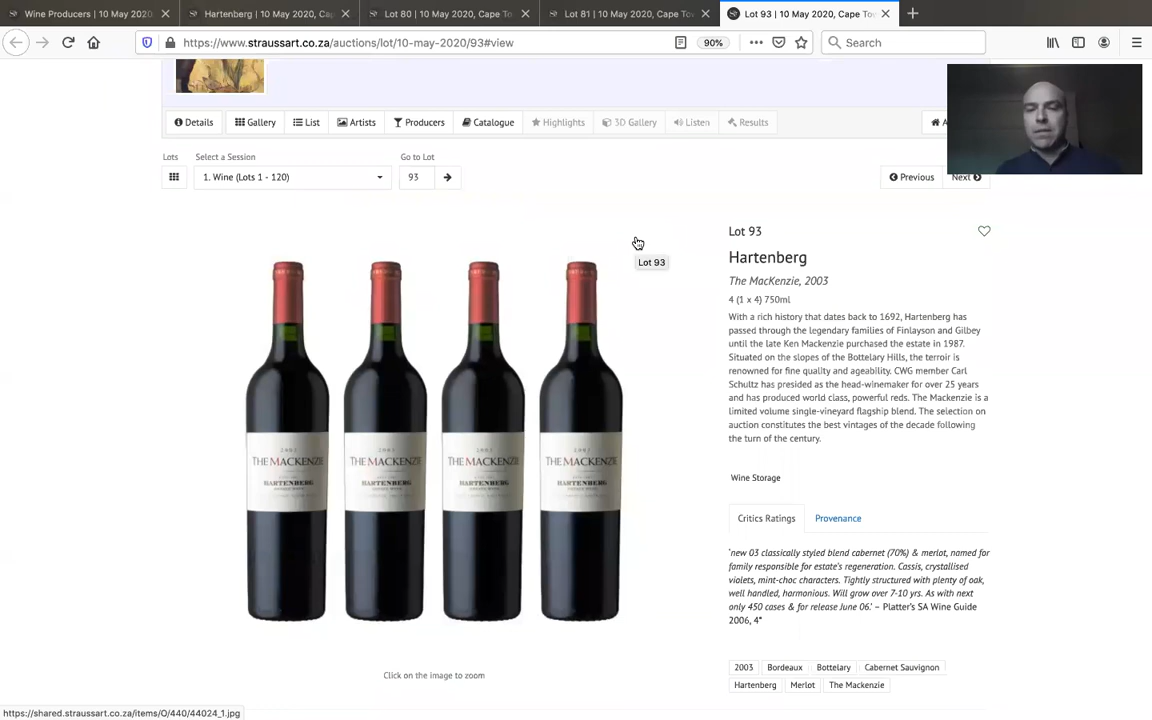 Wine Producers | 10 May 2020,
Hartenberg | 10 May 2020, Ca
Lot 80 | 10 May 2020, Cape To
Lot 81 | 10 May 2020, Cape To
Lot 93 | 10 May 2020, Cape To
https://www.straussart.co.za/auctions/lot/10-may-2020/93#view
90%
Search
Details
Gallery
List
Artists
Producers
Catalogue
Highlights
3D Gallery
Listen
Results
Lots
Select a Session
Go to Lot
1. Wine (Lots 1 - 120)
93
Previous
Next
Lot 93
Lot 93
Hartenberg
The MacKenzie, 2003
4 (1 x 4) 750ml
With a rich history that dates back to 1692, Hartenberg has
passed through the legendary families of Finlayson and Gilbey
until the late Ken Mackenzie purchased the estate in 1987.
Situated on the slopes of the Bottelary Hills, the terroir is
renowned for fine quality and ageability. CWG member Carl
Schultz has presided as the head-winemaker for over 25 years
and has produced world class, powerful reds. The Mackenzie is a
limited volume single-vineyard flagship blend. The selection on
auction constitutes the best vintages of the decade following
the turn of the century.
THE MACKENZIE
HARTENBERG
THE MACKENZIE
HARTENBERG
THE MACKENZIE
HARTENBERG
THE MACKENZIE
HARTENBERG
Wine Storage
Critics Ratings
Provenance
'new 03 classically styled blend cabernet (70%) & merlot, named for
family responsible for estate's regeneration. Cassis, crystallised
violets, mint-choc characters. Tightly structured with plenty of oak,
well handled, harmonious. Will grow over 7-10 yrs. As with next
only 450 cases & for release June 06.' – Platter's SA Wine Guide
2006, 4*
Click on the image to zoom
2003
Bordeaux
Bottelary
Cabernet Sauvignon
Hartenberg
Merlot
The Mackenzie
https://shared.straussart.co.za/items/O/440/44024_1.jpg